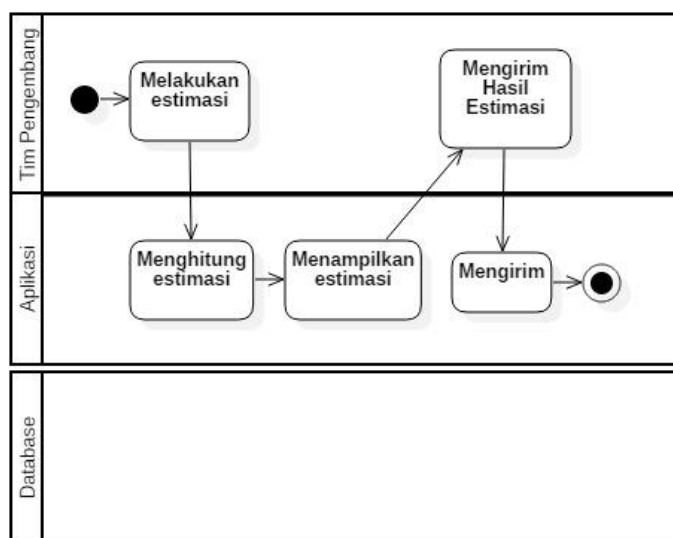 Tim Pengembang
Melakukan
estimasi
Mengirim
Hasil
Estimasi
Aplikasi
Menghitung
estimasi
Menampilkan
estimasi
Mengirim
Database